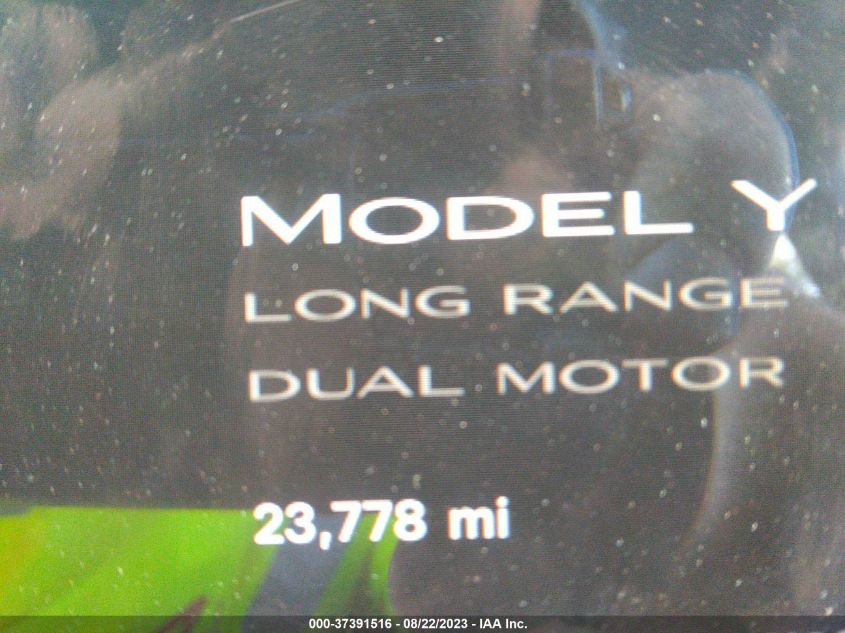 MODEL Y
LONG RANGE
DUAL MOTOR
23,778 mi
000-37391516 - 08/22/2023 - IAA Inc.